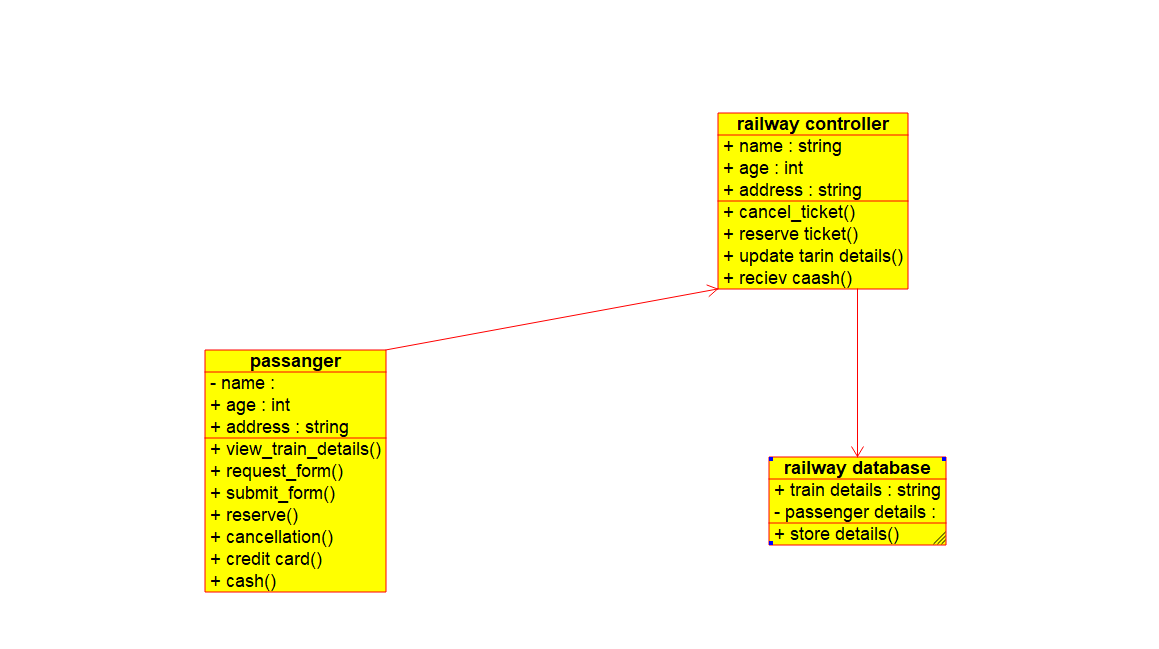 railway controller
+ name : string
+ age : int
+ address : string
+ cancel_ticket()
+ reserve ticket()
+ update tarin details()
+ reciev caash()
passanger
- name :
+ age : int
+ address : string
+ view_train_details()
+ request_form()
+ submit_form()
+ reserve()
+ cancellation()
+ credit card()
+ cash()
railway database
+ train details : string
- passenger details :
+ store details()